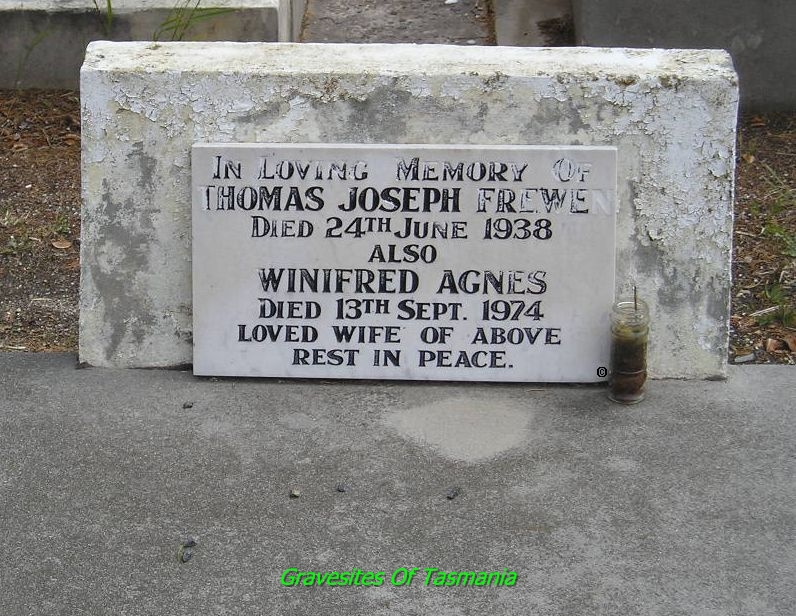 IN LOVING MEMORY OF
THOMAS JOSEPH FREWEN
DIED 24TH JUNE 1938
ALSO
WINIFRED AGNES
DIED 13TH SEPT. 1974
LOVED WIFE OF ABOVE
REST IN PEACE.
©
Gravesites Of Tasmania